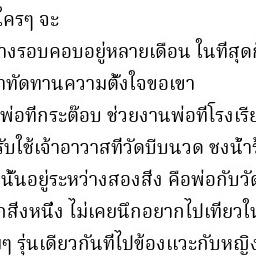 ใครๆ จะ
างรอบคอบอยู่หลายเดือน ในที่สุด
าทัดทานความตั้งใจขอเขา
พ่อทีกระต๊อบ ช่วยงานพ่อที่โรงเรีย
รับใช้เจ้าอาวาสที่วัดบีบนวด ชงน้ำร้
นั้นอยู่ระหว่างสองสิ่ง คือพ่อกับวัด
กสิ่งหนึ่ง ไม่เคยนึกอยากไปเที่ยวใน
ๆ รุ่นเดียวกันที่ไปข้องแวะกับหญิง